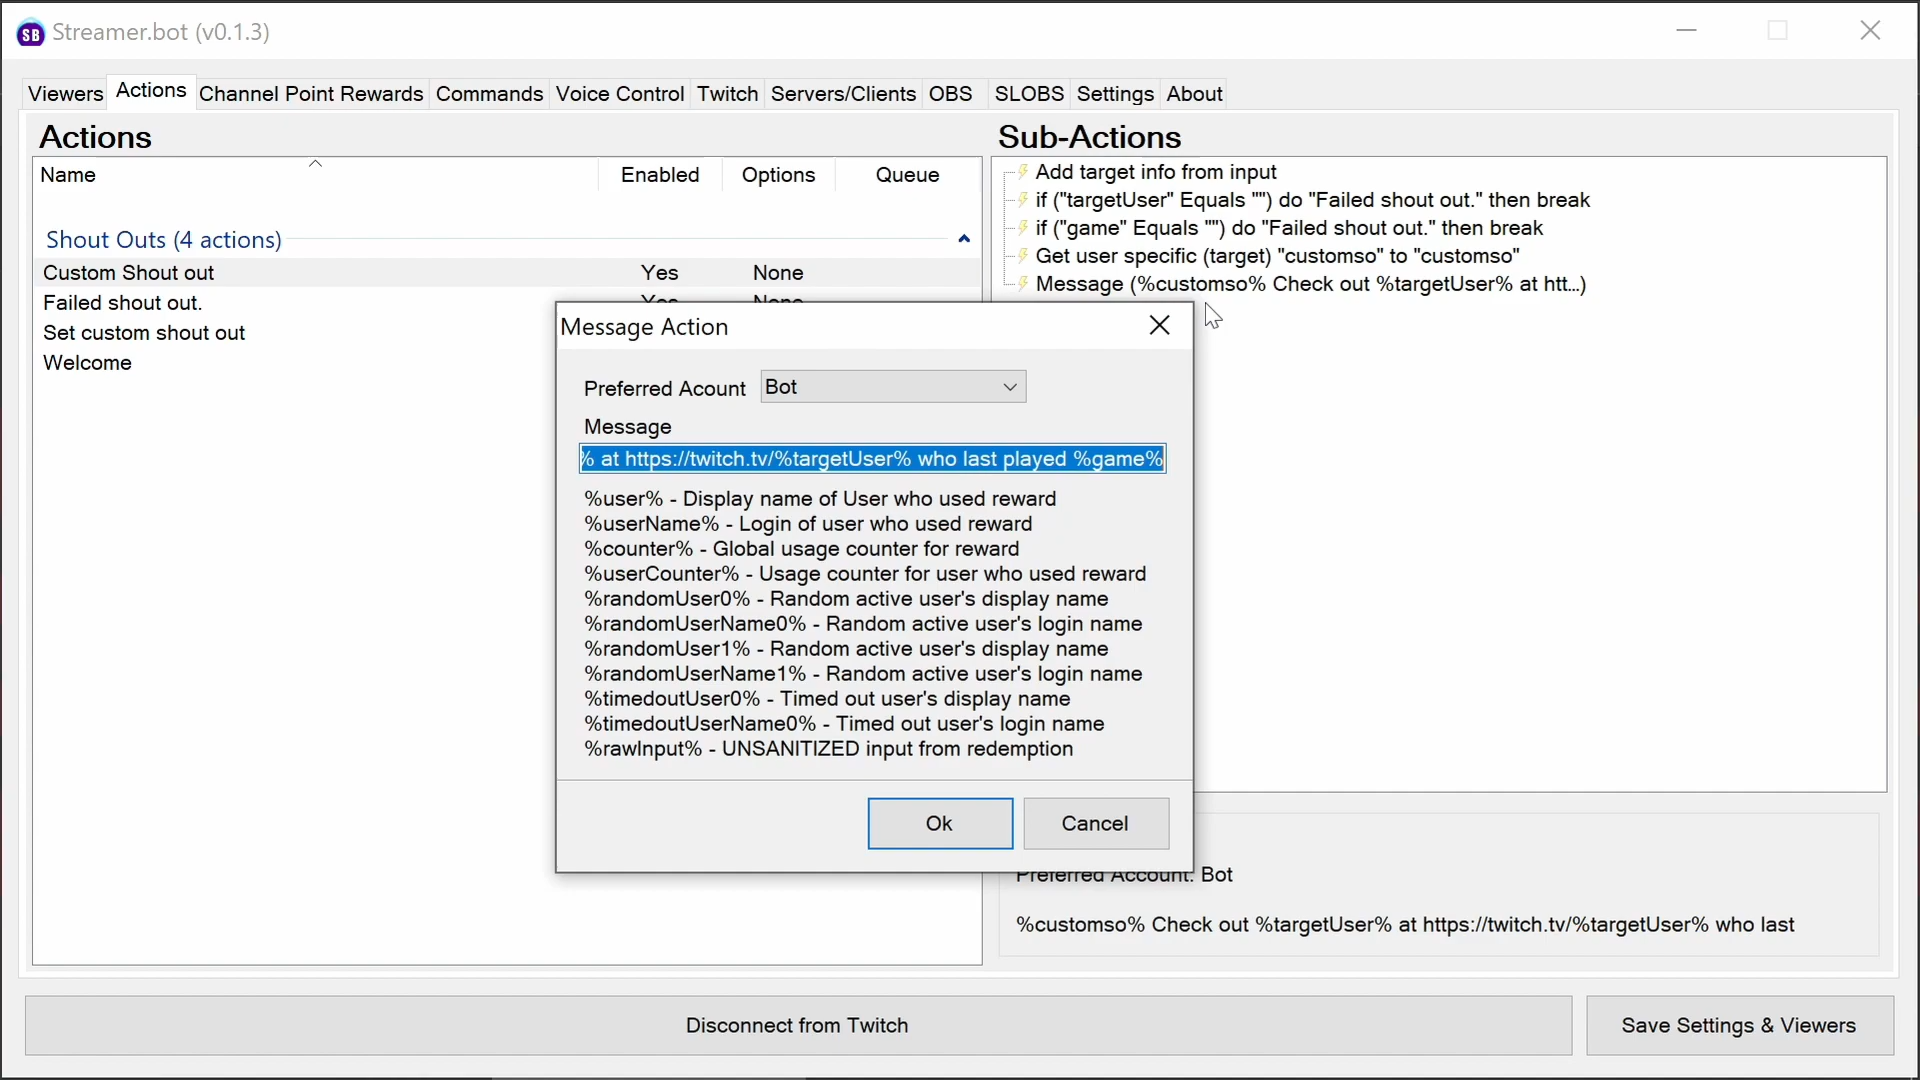 SB Streamer.bot (v0.1.3)
Viewers Actions Channel Point Rewards Commands Voice Control Twitch Servers/Clients OBS SLOBS Settings About
Actions
Name Enabled Options Queue
Shout Outs (4 actions)
Custom Shout out Yes None
Failed shout out. Yes None
Set custom shout out
Welcome
Sub-Actions
Add target info from input
if ("targetUser" Equals "") do "Failed shout out." then break
if ("game" Equals "") do "Failed shout out." then break
Get user specific (target) "customso" to "customso"
Message (%customso% Check out %targetUser% at htt...)
Message Action
Preferred Acount Bot
Message
% at https://twitch.tv/%targetUser% who last played %game%
%user% - Display name of User who used reward
%userName% - Login of user who used reward
%counter% - Global usage counter for reward
%userCounter% - Usage counter for user who used reward
%randomUser0% - Random active user's display name
%randomUserName0% - Random active user's login name
%randomUser1% - Random active user's display name
%randomUserName1% - Random active user's login name
%timedoutUser0% - Timed out user's display name
%timedoutUserName0% - Timed out user's login name
%rawInput% - UNSANITIZED input from redemption
Ok Cancel
Preferred Account: Bot
%customso% Check out %targetUser% at https://twitch.tv/%targetUser% who last
Disconnect from Twitch Save Settings & Viewers